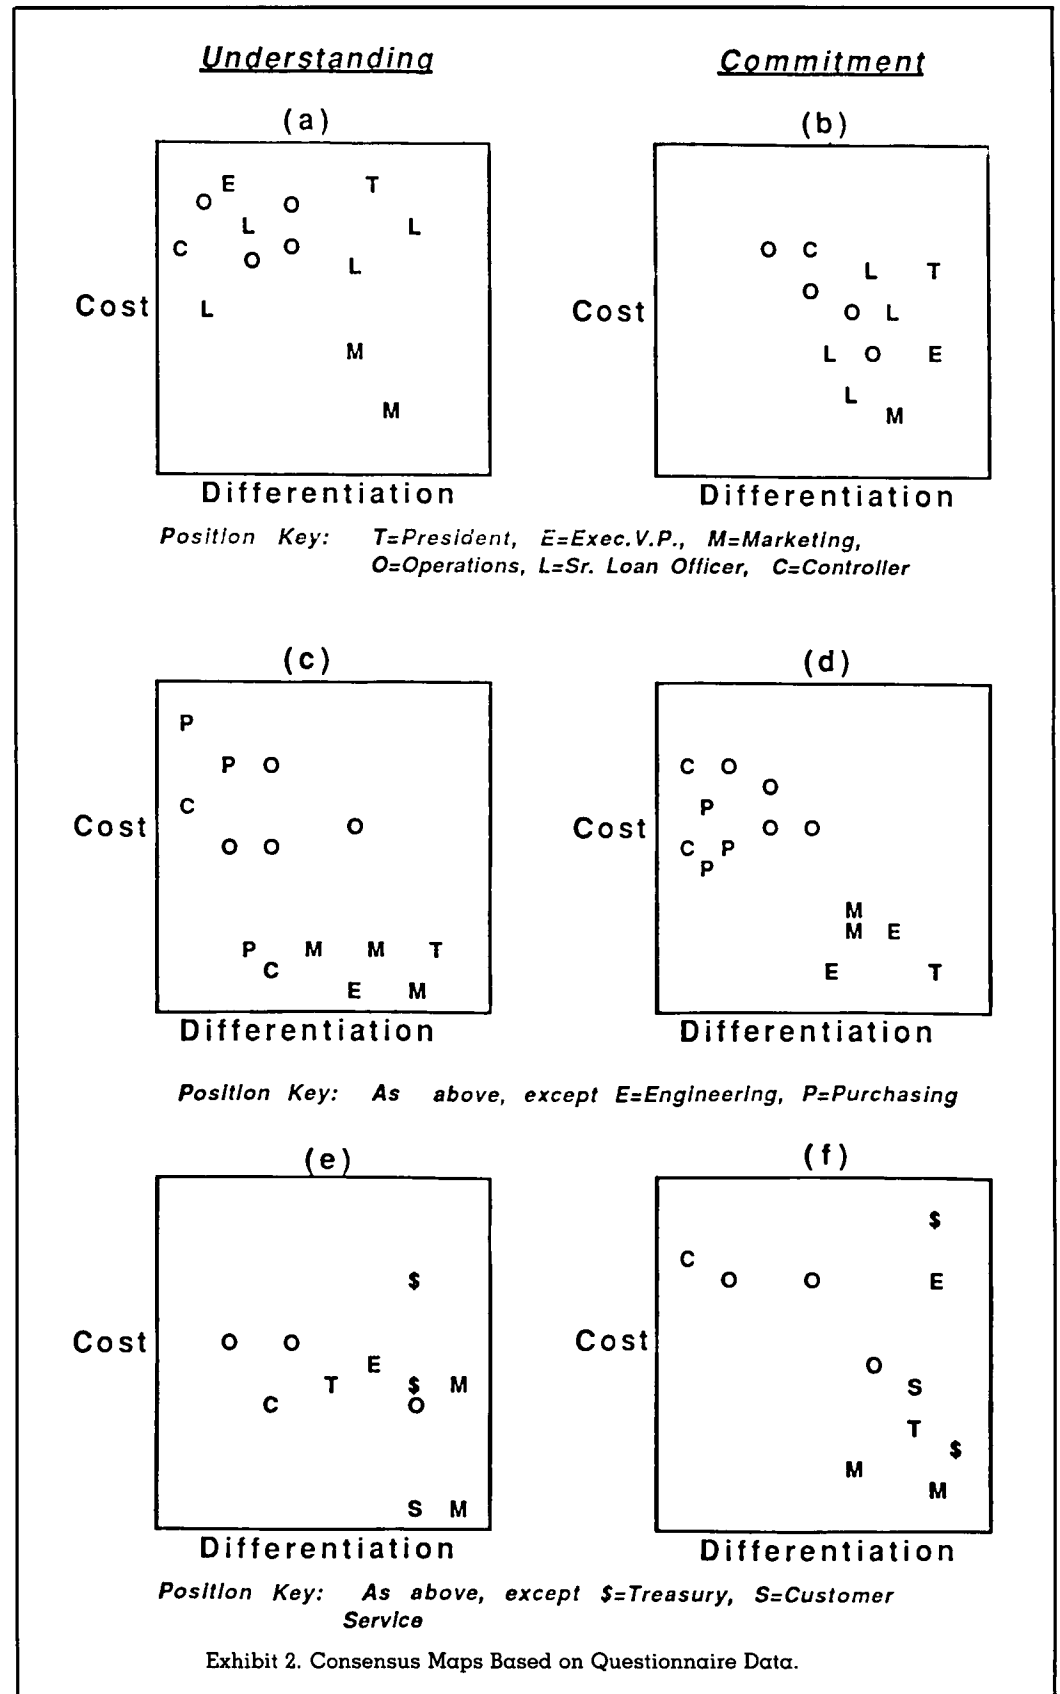 Understanding Commitment
(a) (b)
E T
O O
L L
C O
O L
Cost L
M
M
Differentiation
O C
L T
O
Cost O L
L O E
L
M
Differentiation
Position Key: T=President, E=Exec.V.P., M=Marketing,
O=Operations, L=Sr. Loan Officer, C=Controller
(c) (d)
P
P O
C
Cost O
O O
P M M T
C
E M
Differentiation
C O
O
P
Cost O O
C P
P
M
M E
E T
Differentiation
Position Key: As above, except E=Engineering, P=Purchasing
(e) (f)
$
Cost O O
E
T $ M
C O
S M
Differentiation
$
C
O O E
Cost
O
S
T
$
M
M
Differentiation
Position Key: As above, except $=Treasury, S=Customer
Service
Exhibit 2. Consensus Maps Based on Questionnaire Data.